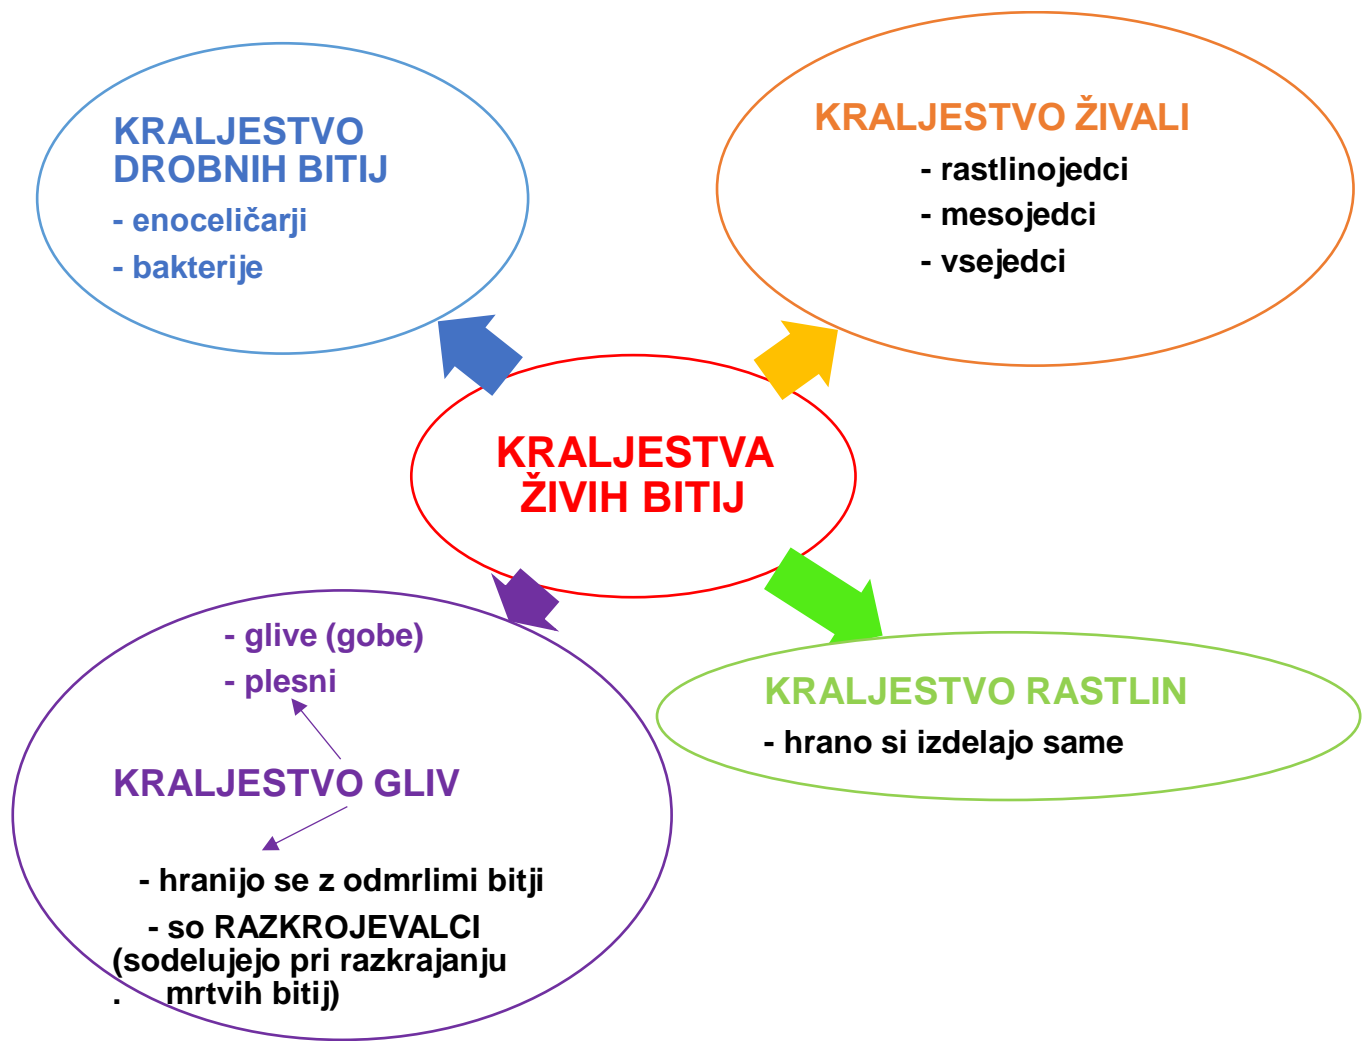 KRALJESTVO
DROBNIH BITIJ
- enoceličarji
- bakterije
KRALJESTVO ŽIVALI
- rastlinojedci
- mesojedci
- vsejedci
KRALJESTVA
ŽIVIH BITIJ
- glive (gobe)
- plesni
KRALJESTVO GLIV
- hranijo se z odmrlimi bitji
- so RAZKROJEVALCI
(sodelujejo pri razkrajanju
. mrtvih bitij)
KRALJESTVO RASTLIN
- hrano si izdelajo same